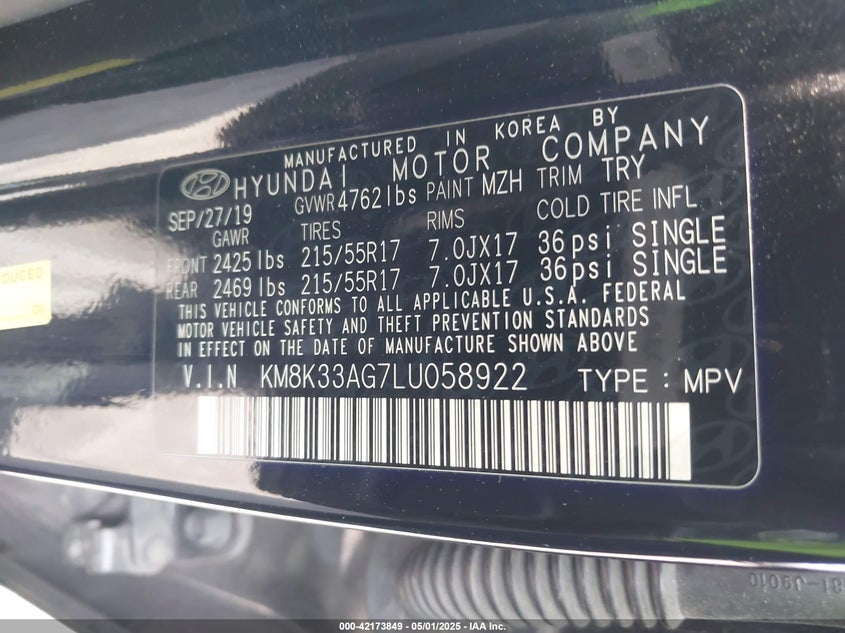 MANUFACTURED IN KOREA BY
HYUNDAI MOTOR COMPANY
SEP/27/19 GVWR 4762lbs PAINT MZH TRIM TRY
GAWR TIRES RIMS COLD TIRE INFL
FRONT 2425 lbs 215/55R17 7.0JX17 36psi SINGLE
REAR 2469 lbs 215/55R17 7.0JX17 36psi SINGLE
THIS VEHICLE CONFORMS TO ALL APPLICABLE U.S.A. FEDERAL
MOTOR VEHICLE SAFETY AND THEFT PREVENTION STANDARDS
IN EFFECT ON THE DATE OF MANUFACTURE SHOWN ABOVE
V.I.N KM8K33AG7LU058922 TYPE : MPV
000-42173849 - 05/01/2025 - IAA Inc.